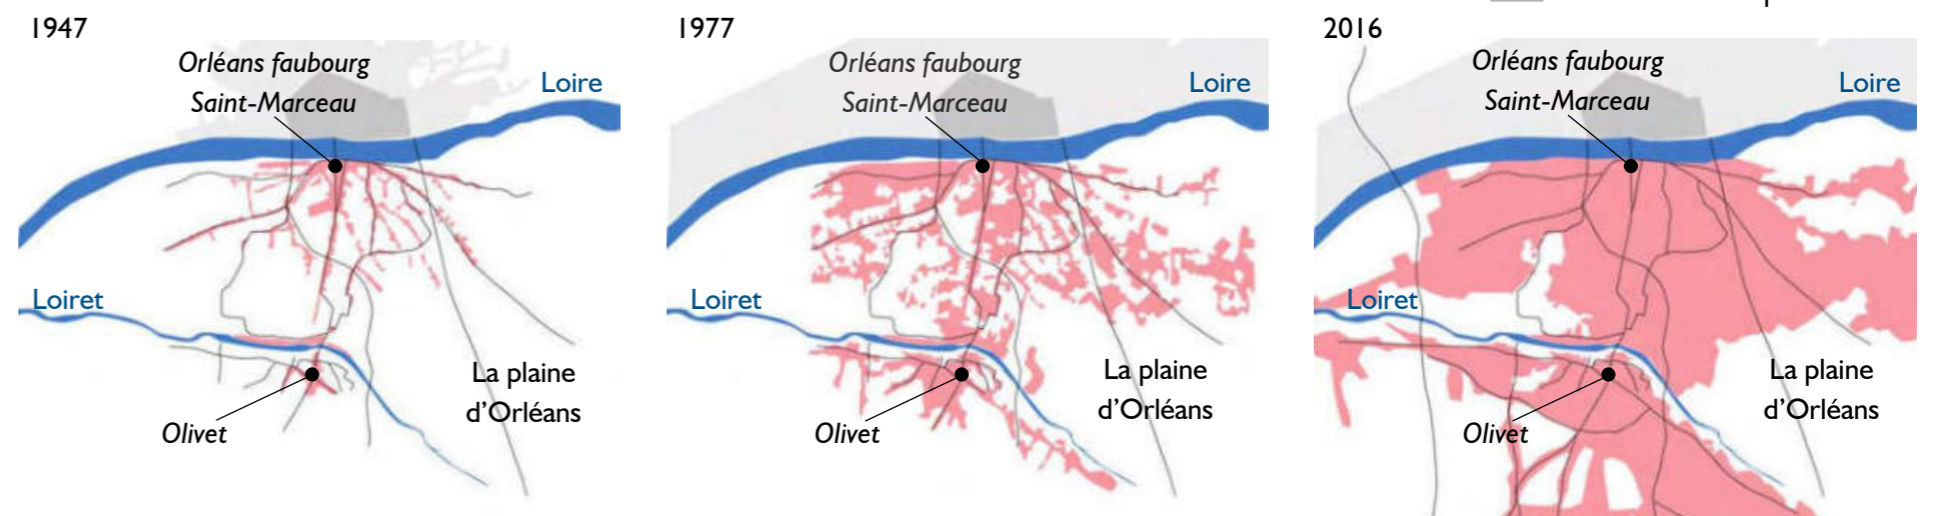 1947
Orléans faubourg
Saint-Marceau
Loire
Loiret
La plaine
d'Orléans
Olivet
1977
Orléans faubourg
Saint-Marceau
Loire
Loiret
La plaine
d'Orléans
Olivet
2016
Orléans faubourg
Saint-Marceau
Loire
Loiret
La plaine
d'Orléans
Olivet